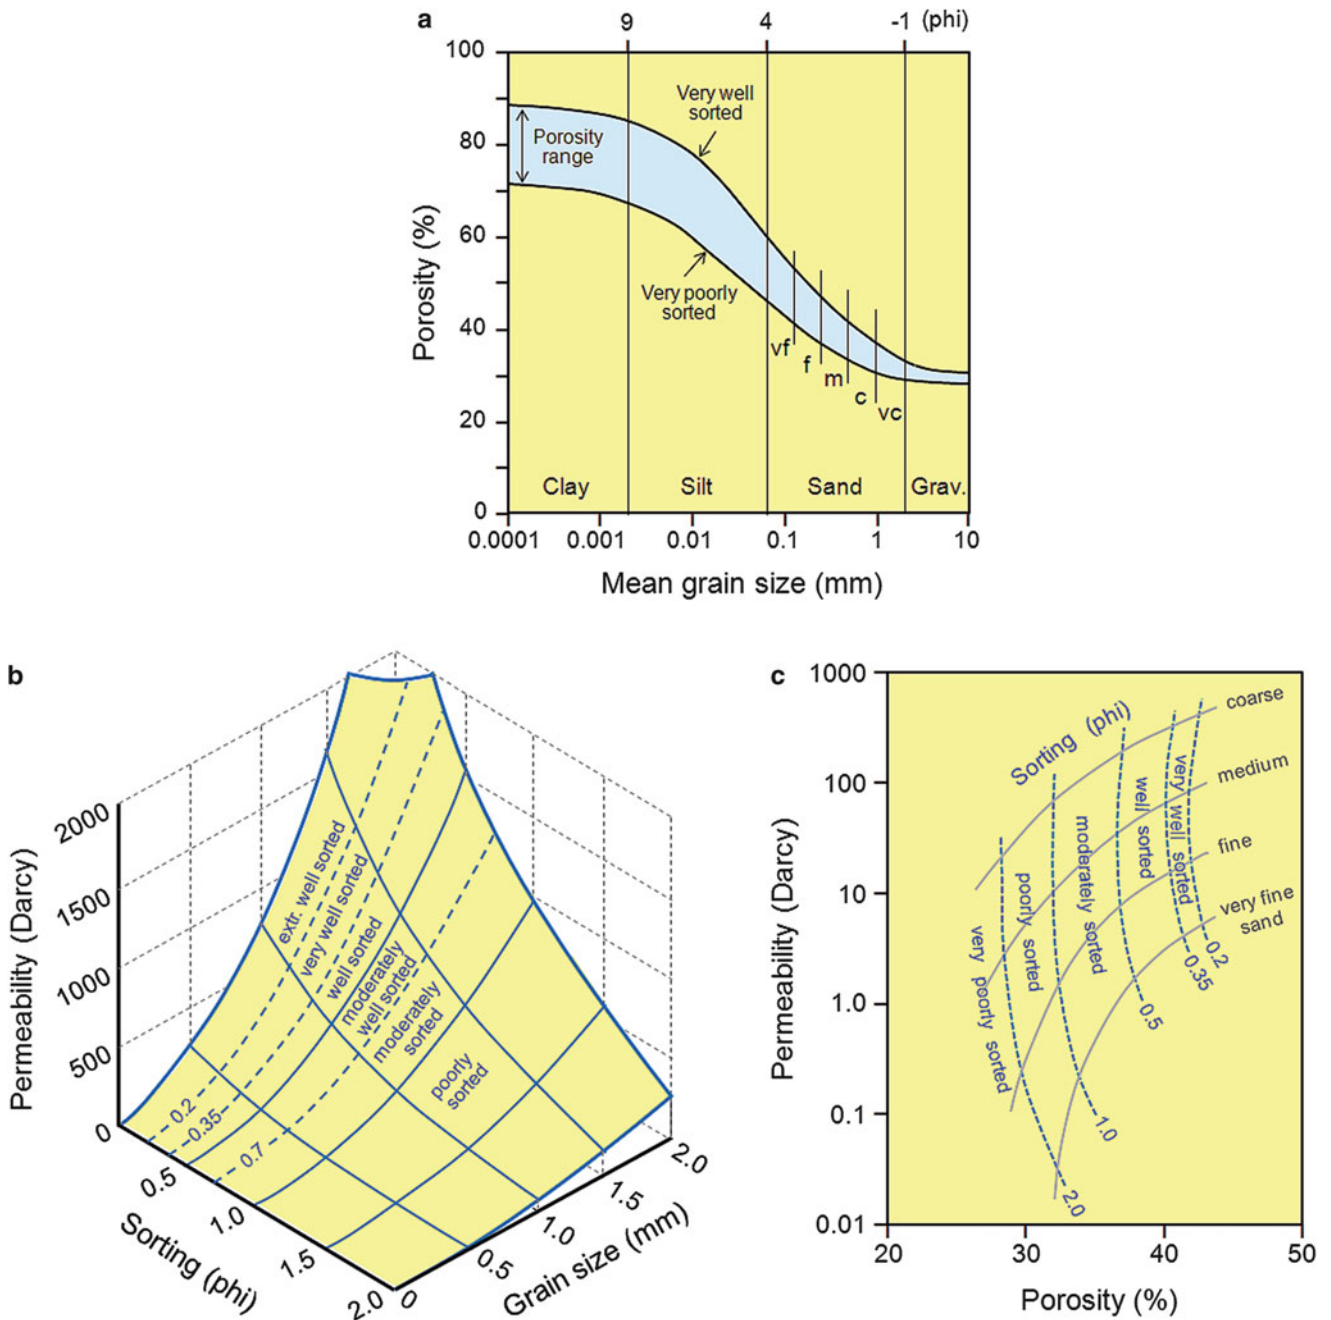 a
9 4 -1 (phi)
100
80
60
40
20
0
Porosity (%)
Very well
sorted
Porosity
range
Very poorly
sorted
vf
f
m
c
vc
Clay Silt Sand Grav.
0.0001 0.001 0.01 0.1 1 10
Mean grain size (mm)
b
2000
1500
1000
500
0
Permeability (Darcy)
extr. well sorted
very well sorted
well sorted
moderately
well sorted
moderately
sorted
poorly
sorted
0.2
0.35
0.7
0.5
1.0
1.5
2.0
Sorting (phi)
0
0.5
1.0
1.5
2.0
Grain size (mm)
c
1000
100
10
1.0
0.1
0.01
Permeability (Darcy)
Sorting (phi)
coarse
medium
fine
very fine
sand
very poorly sorted
poorly sorted
moderately sorted
well sorted
very well sorted
0.2
0.35
0.5
1.0
2.0
20 30 40 50
Porosity (%)